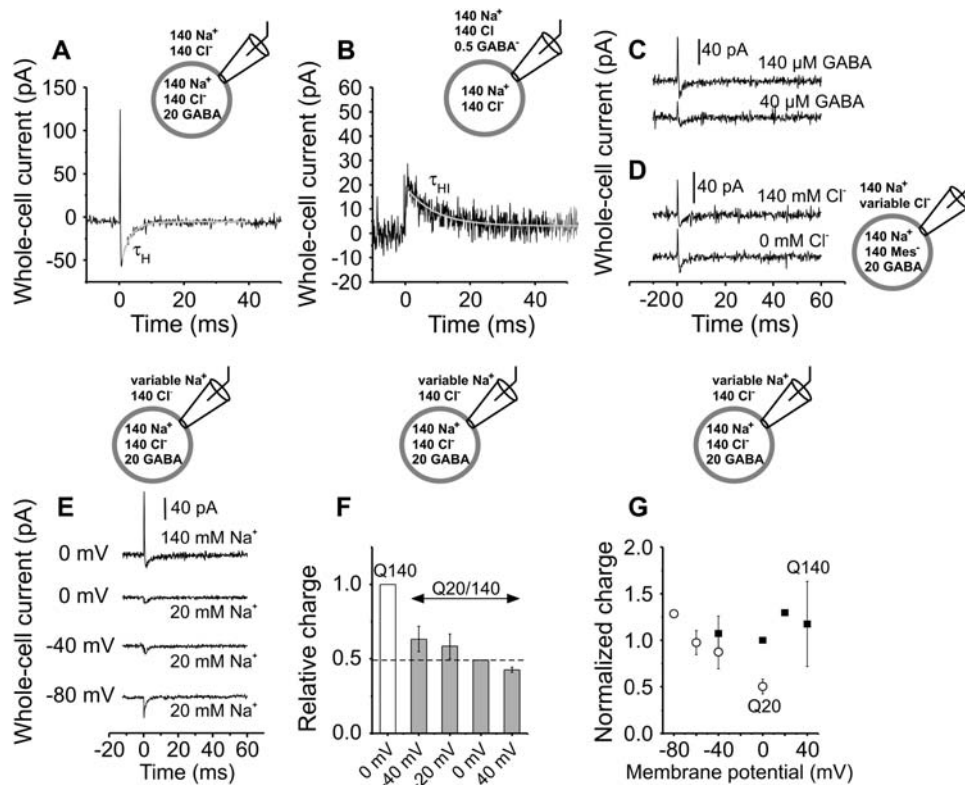 A
140 Na⁺
140 Cl⁻
140 Na⁺
140 Cl⁻
20 GABA
Whole-cell current (pA)
150
100
50
0
-50
τH
0
20
40
Time (ms)
B
140 Na⁺
140 Cl
0.5 GABA⁻
140 Na⁺
140 Cl⁻
Whole-cell current (pA)
60
50
40
30
20
10
0
-10
-20
τHI
0
20
40
Time (ms)
C
40 pA
140 µM GABA
40 µM GABA
Whole-cell current (pA)
D
40 pA
140 mM Cl⁻
0 mM Cl⁻
140 Na⁺
variable Cl⁻
140 Na⁺
140 Mes⁻
20 GABA
-20 0 20 40 60
Time (ms)
variable Na⁺
140 Cl⁻
140 Na⁺
140 Cl⁻
20 GABA
E
40 pA
Whole-cell current (pA)
0 mV
140 mM Na⁺
0 mV
20 mM Na⁺
-40 mV
20 mM Na⁺
-80 mV
20 mM Na⁺
-20 0 20 40 60
Time (ms)
variable Na⁺
140 Cl⁻
140 Na⁺
140 Cl⁻
20 GABA
F
Relative charge
1.0
0.5
0.0
Q140
Q20/140
0 mV
-40 mV
-20 mV
0 mV
40 mV
variable Na⁺
140 Cl⁻
140 Na⁺
140 Cl⁻
20 GABA
G
Normalized charge
2.0
1.5
1.0
0.5
0.0
Q140
Q20
-80
-40
0
40
Membrane potential (mV)